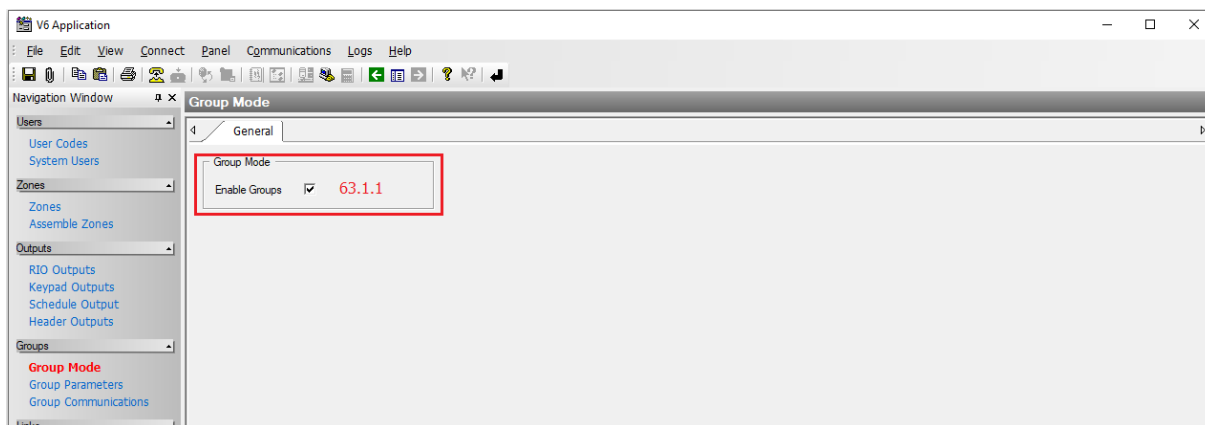 V6 Application
File Edit View Connect Panel Communications Logs Help
Navigation Window
Group Mode
Users
General
User Codes
System Users
Group Mode
Enable Groups 63.1.1
Zones
Zones
Assemble Zones
Outputs
RIO Outputs
Keypad Outputs
Schedule Output
Header Outputs
Groups
Group Mode
Group Parameters
Group Communications
Links